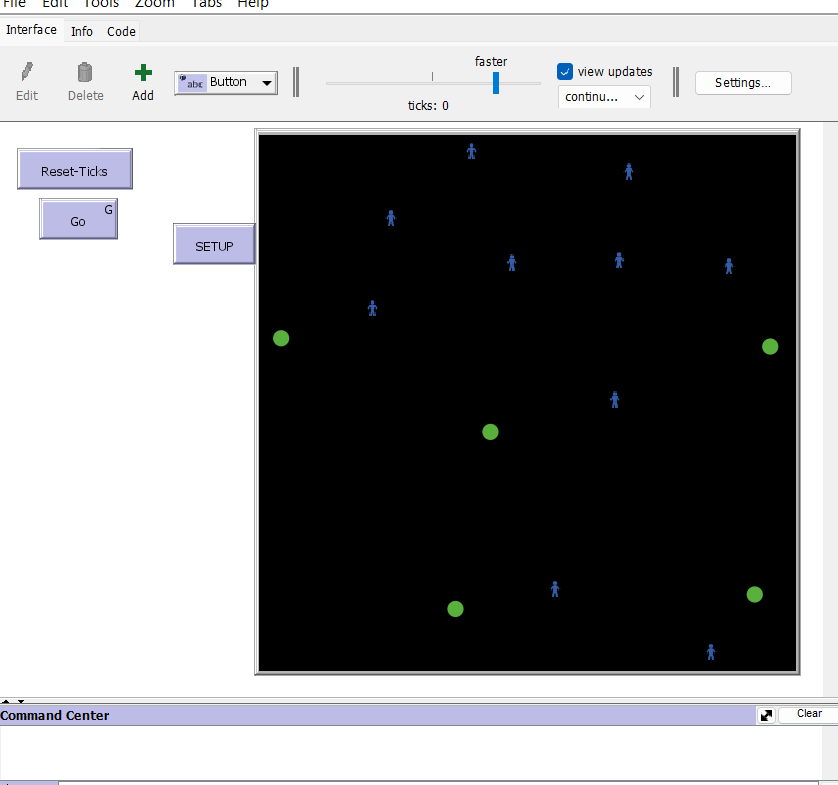 File Edit Tools Zoom Tabs Help
Interface Info Code
faster
Edit Delete Add abc Button view updates Settings...
continu...
ticks: 0
Reset-Ticks
G
Go
SETUP
Command Center Clear